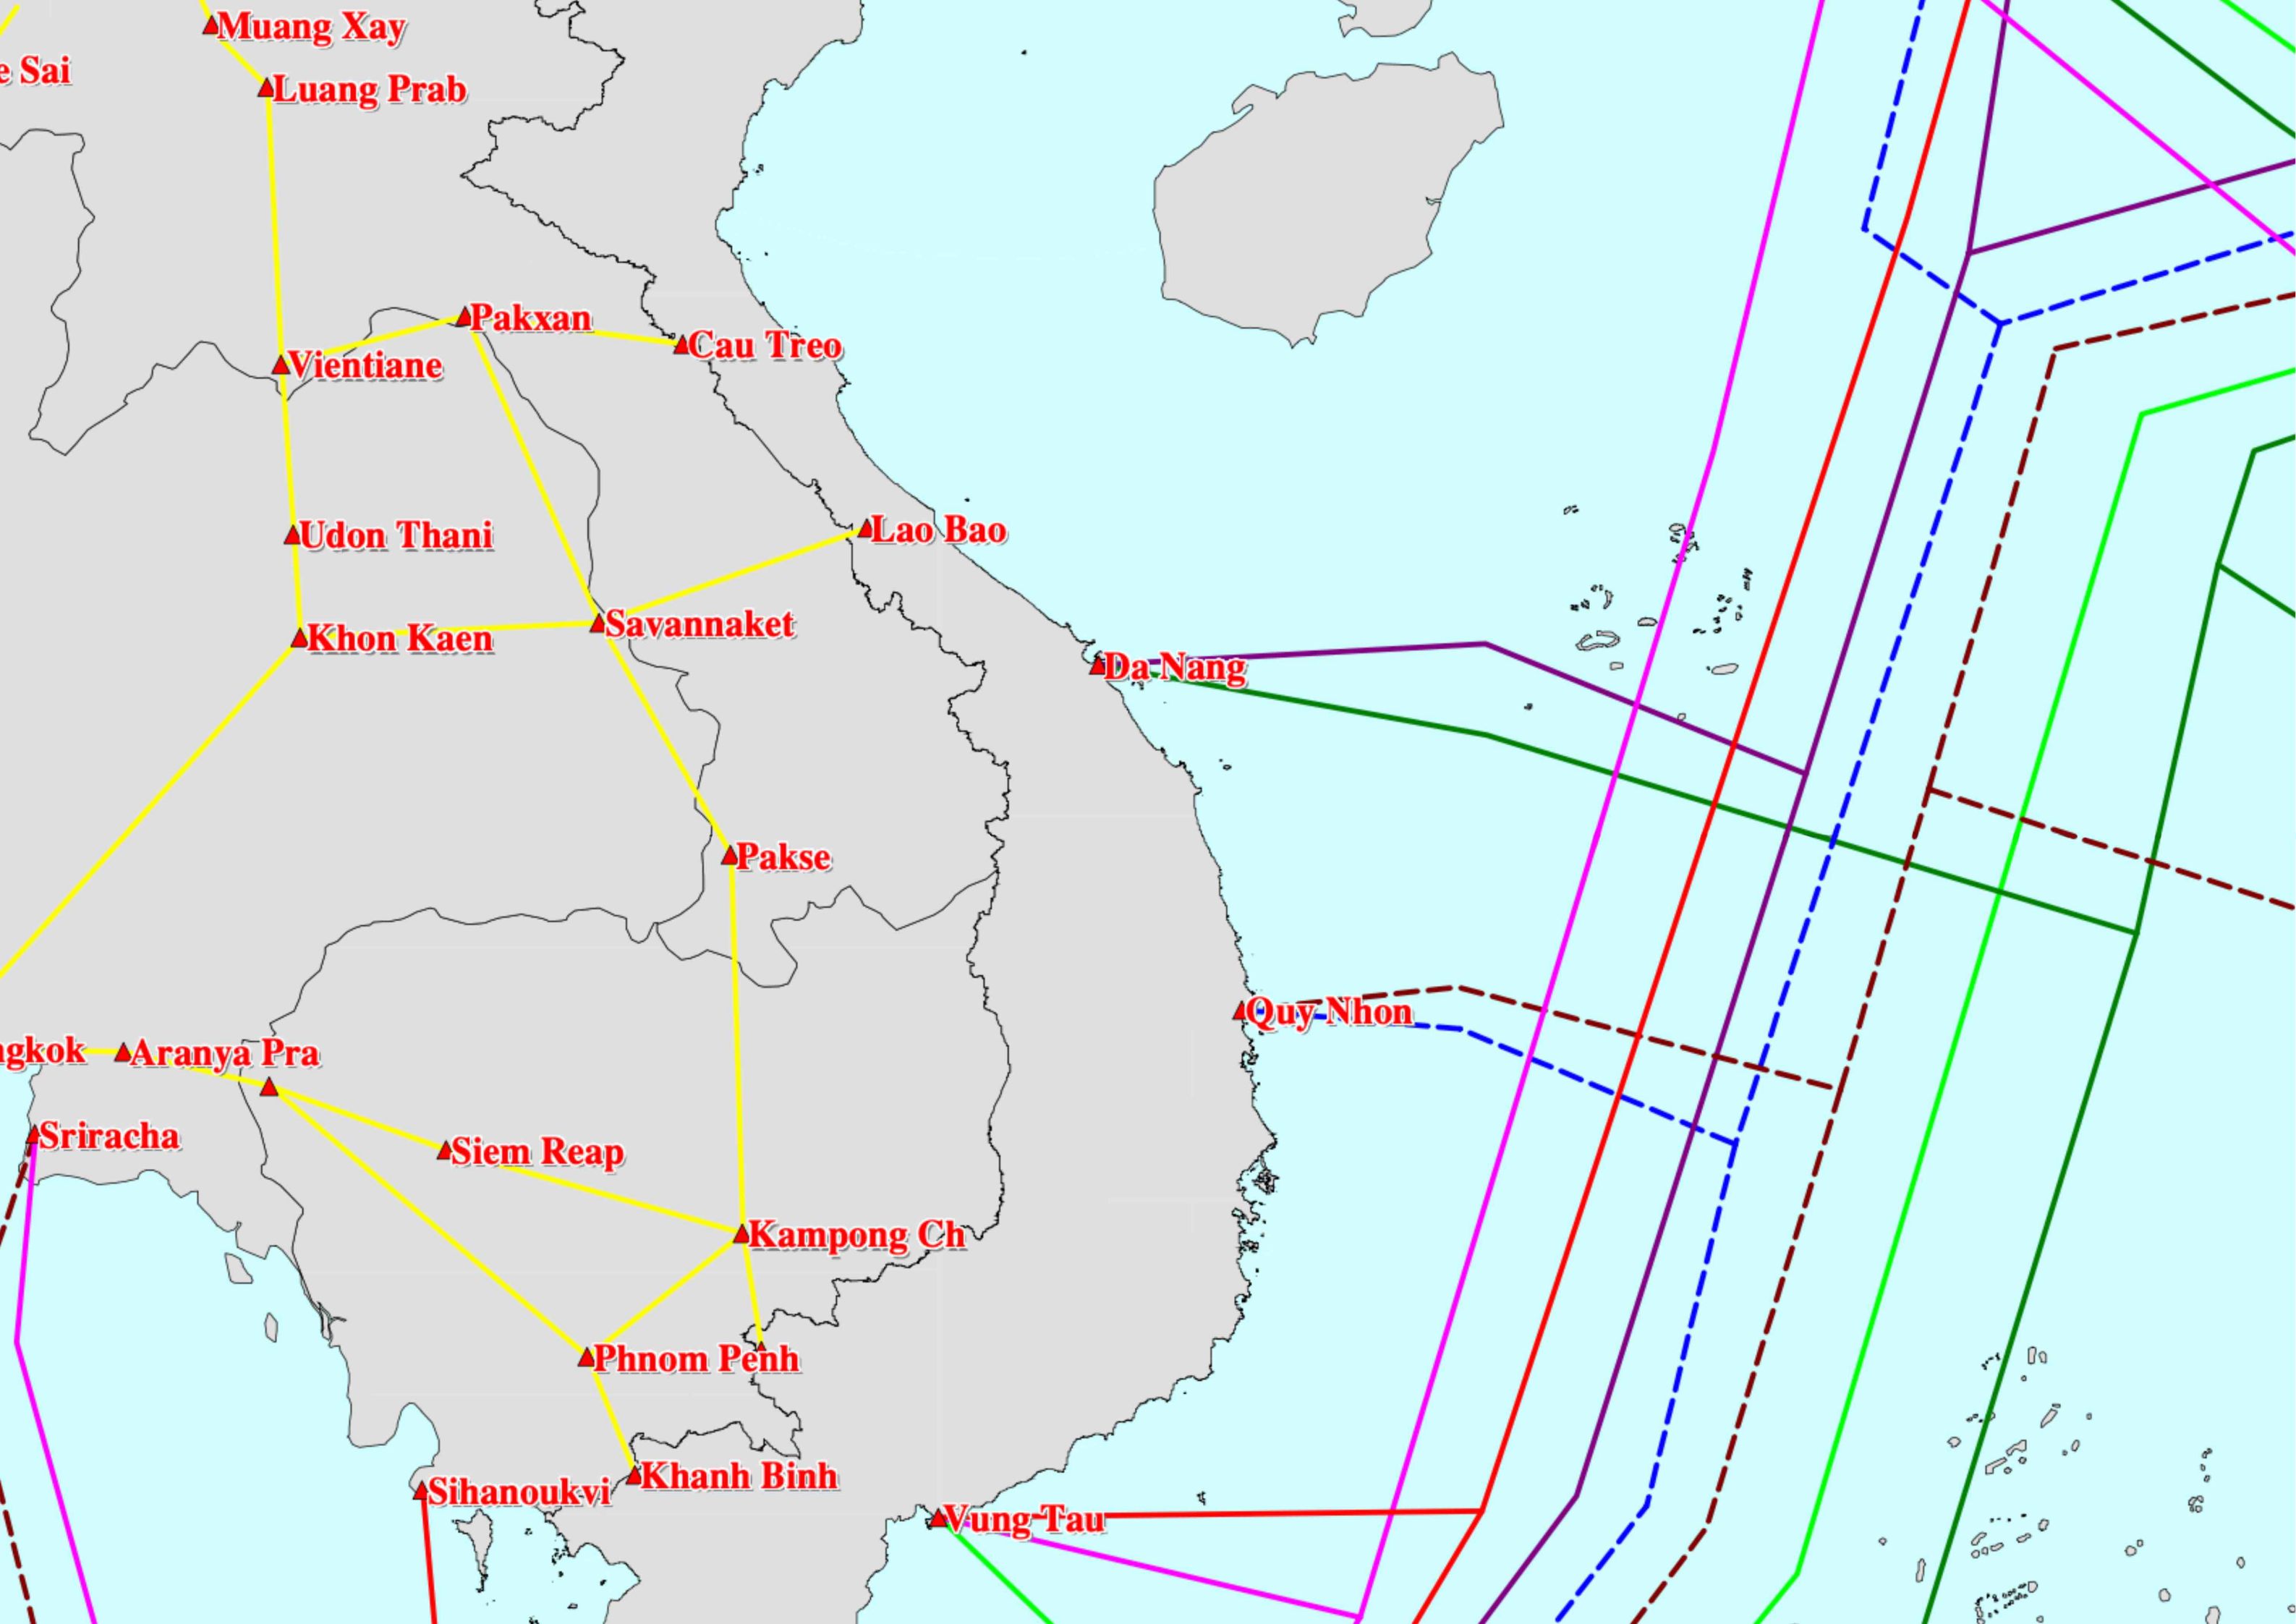 Muang Xay
e Sai
Luang Prab
Pakxan
Cau Treo
Vientiane
Udon Thani
Lao Bao
Savannaket
Khon Kaen
Da Nang
Pakse
Quy Nhon
ngkok
Aranya Pra
Sriracha
Siem Reap
Kampong Ch
Phnom Penh
Khanh Binh
Sihanoukvi
Vung Tau